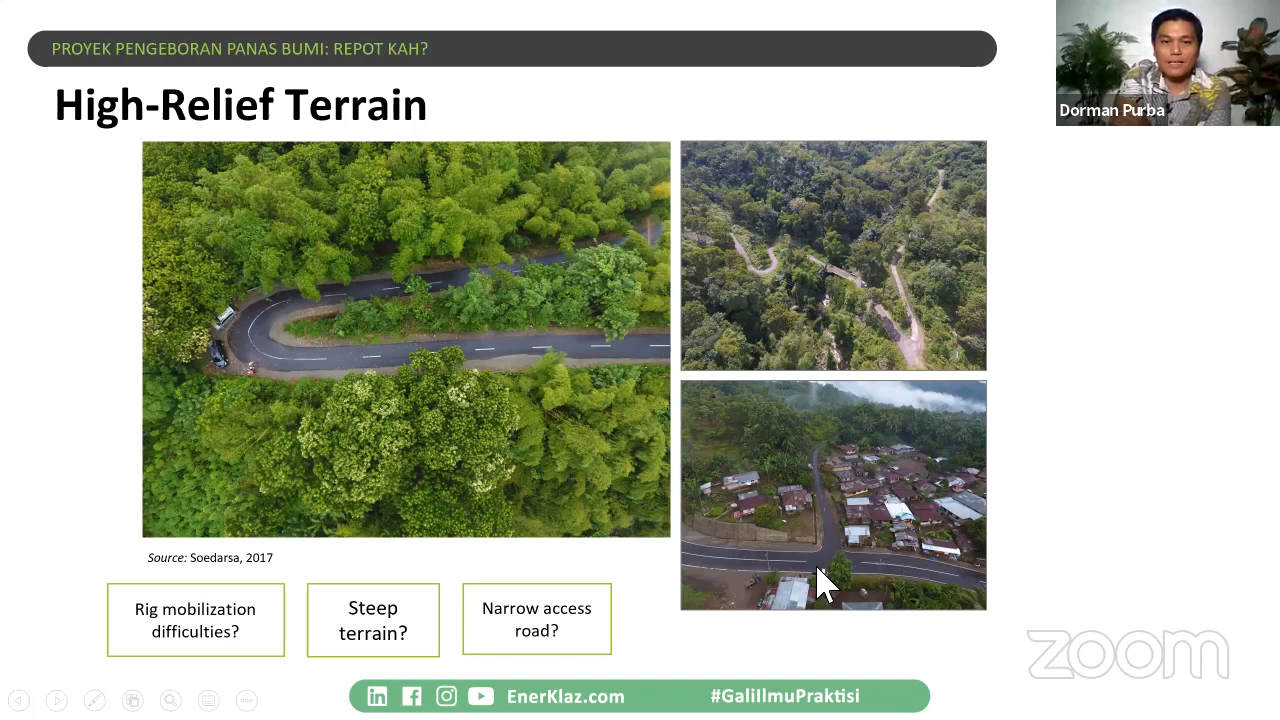 PROYEK PENGEBORAN PANAS BUMI: REPOT KAH?
High-Relief Terrain
Dorman Purba
Source: Soedarsa, 2017
Rig mobilization
difficulties?
Steep
terrain?
Narrow access
road?
zoom
EnerKlaz.com
#GaliIlmuPraktisi